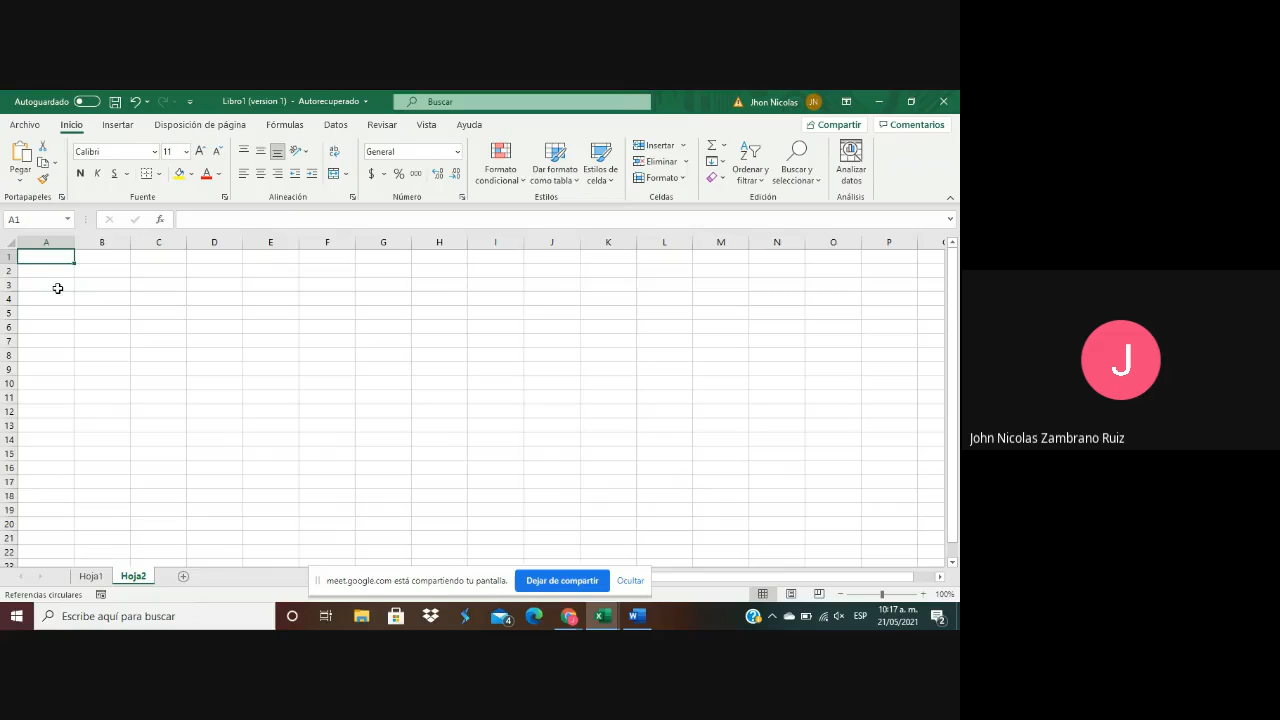 Autoguardado
Libro1 (version 1) - Autorecuperado
Buscar
Jhon Nicolas JN
Archivo Inicio Insertar Disposición de página Fórmulas Datos Revisar Vista Ayuda
Compartir Comentarios
Pegar
Calibri 11
N K S
General
$ % 000
Formato condicional
Dar formato como tabla
Estilos de celda
Insertar
Eliminar
Formato
Ordenar y filtrar
Buscar y seleccionar
Analizar datos
Portapapeles Fuente Alineación Número Estilos Celdas Edición Análisis
A1 fx
A B C D E F G H I J K L M N O P
1
2
3
4
5
6
7
8
9
10
11
12
13
14
15
16
17
18
19
20
21
22
23
Hoja1 Hoja2
meet.google.com está compartiendo tu pantalla. Dejar de compartir Ocultar
Referencias circulares
100%
Escribe aquí para buscar
4
ESP
10:17 a. m.
21/05/2021
2
J
John Nicolas Zambrano Ruiz